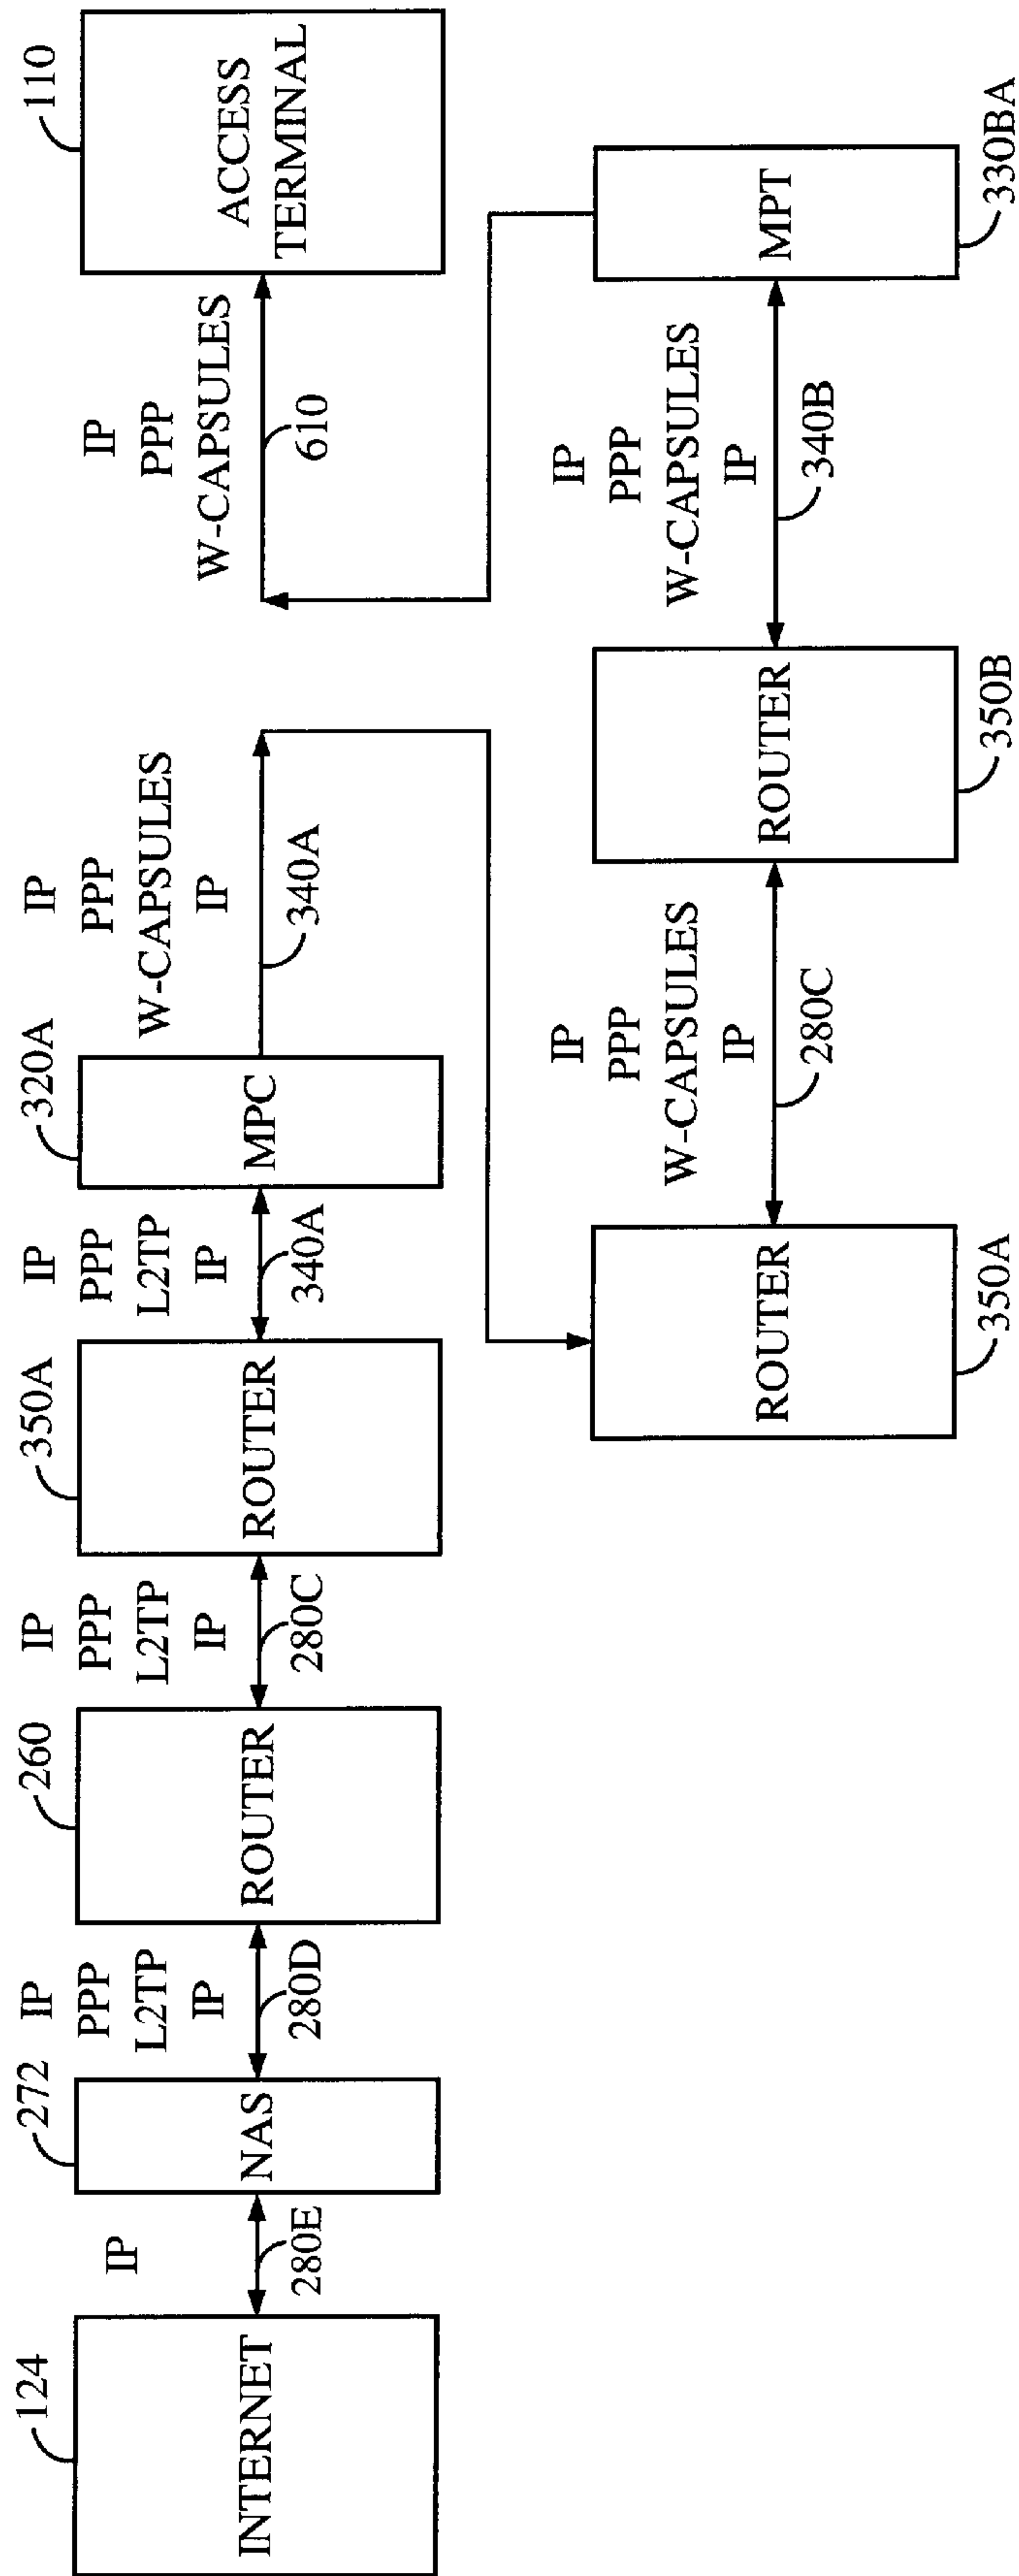 124
INTERNET
IP
280E
272
NAS
IP
PPP
L2TP
IP
280D
260
ROUTER
IP
PPP
L2TP
IP
280C
350A
ROUTER
IP
PPP
L2TP
IP
340A
320A
MPC
IP
PPP
W-CAPSULES
IP
340A
IP
PPP
W-CAPSULES
610
110
ACCESS
TERMINAL
ROUTER
350A
IP
PPP
W-CAPSULES
IP
280C
ROUTER
350B
IP
PPP
W-CAPSULES
IP
340B
MPT
330BA